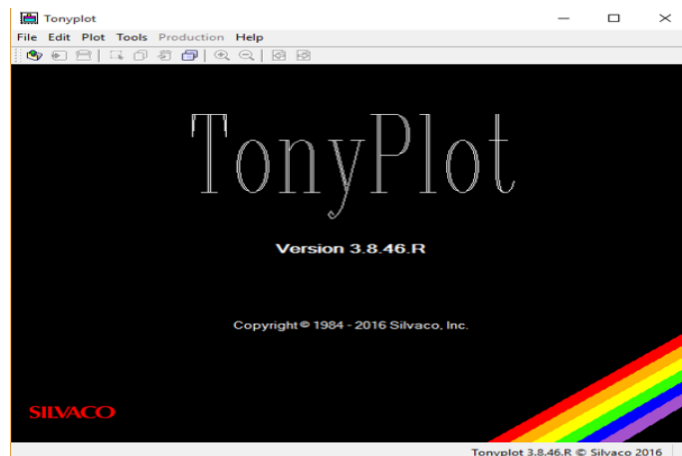 Tonyplot
File Edit Plot Tools Production Help
TonyPlot
Version 3.8.46.R
Copyright© 1984 - 2016 Silvaco, Inc.
SILVACO
Tonyplot 3.8.46.R © Silvaco 2016